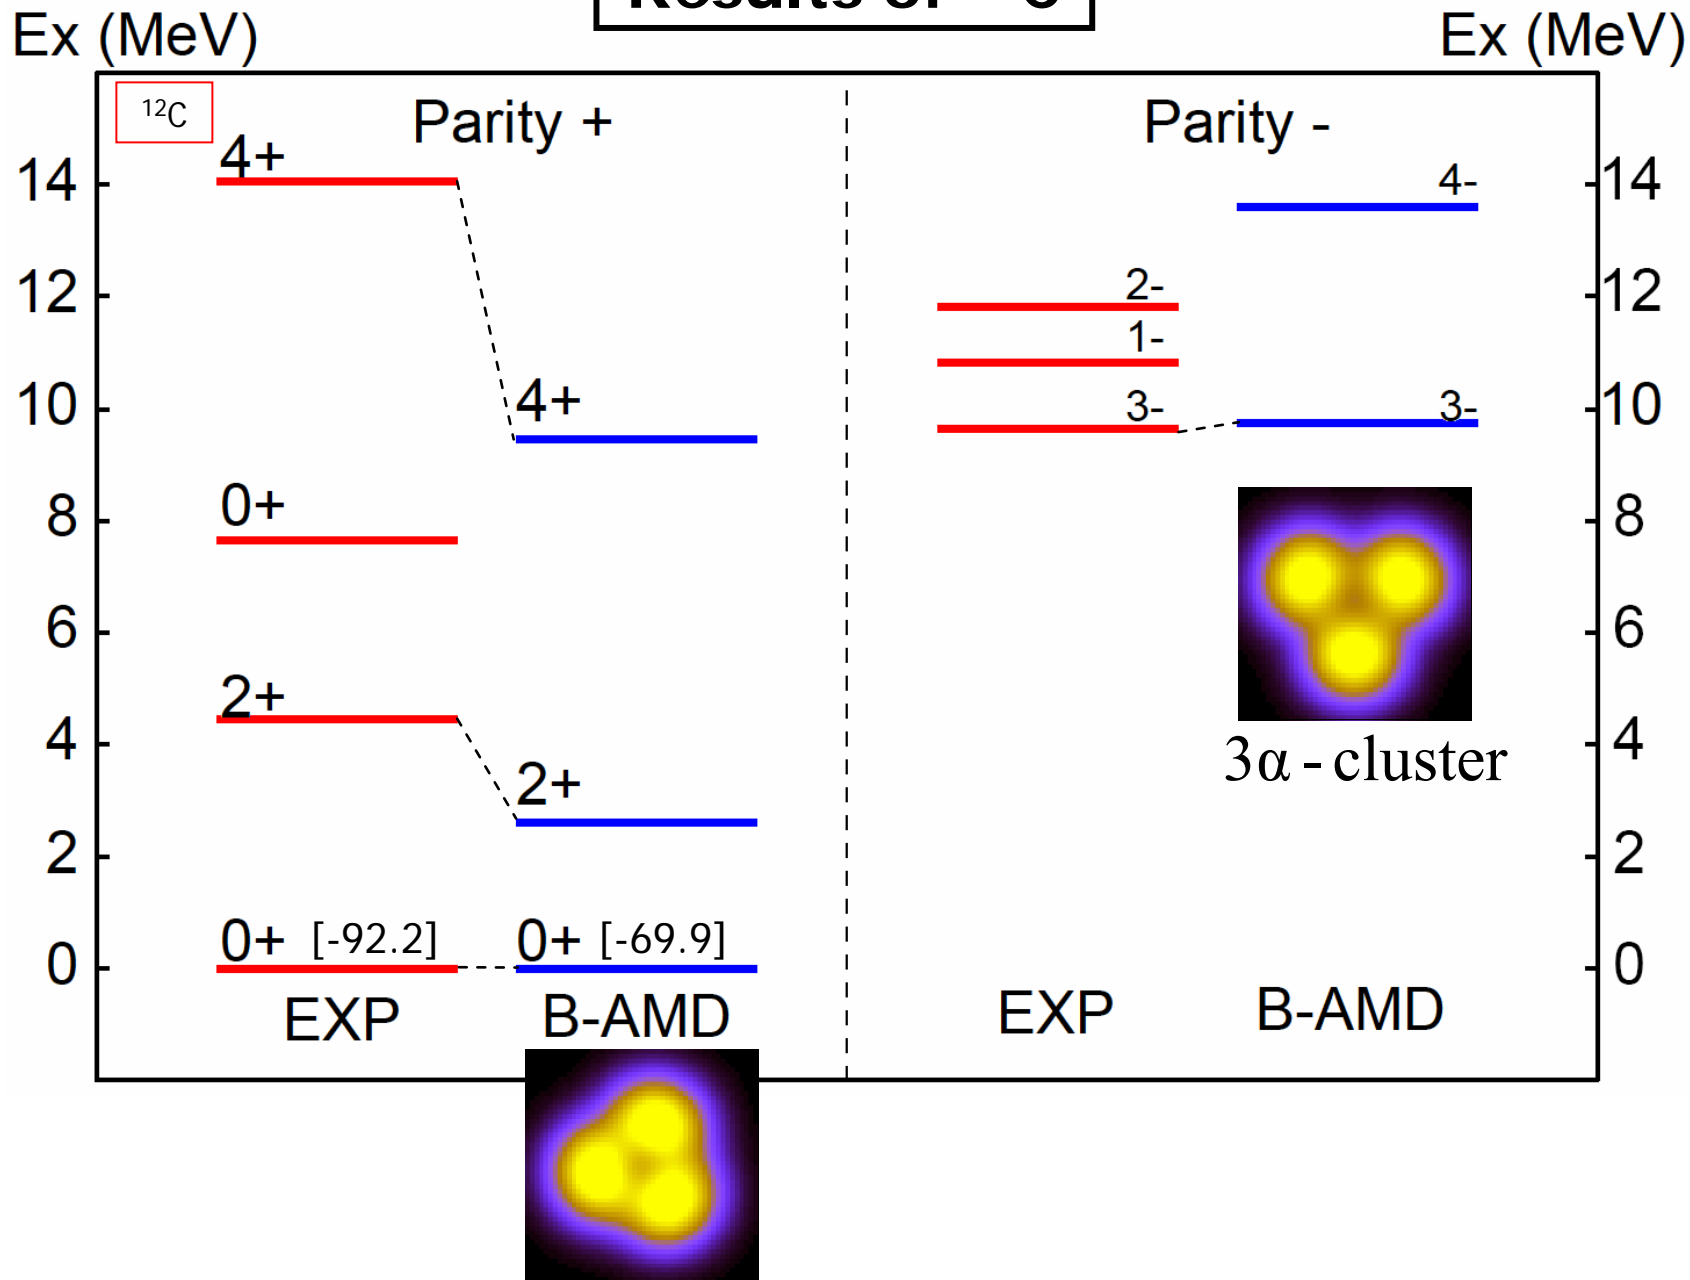 Ex (MeV)
Ex (MeV)
¹²C
Parity +
Parity -
14
12
10
8
6
4
2
0
4+
0+
2+
0+ [-92.2]
4+
2+
0+ [-69.9]
EXP
B-AMD
2-
1-
3-
4-
3-
3α - cluster
EXP
B-AMD
14
12
10
8
6
4
2
0